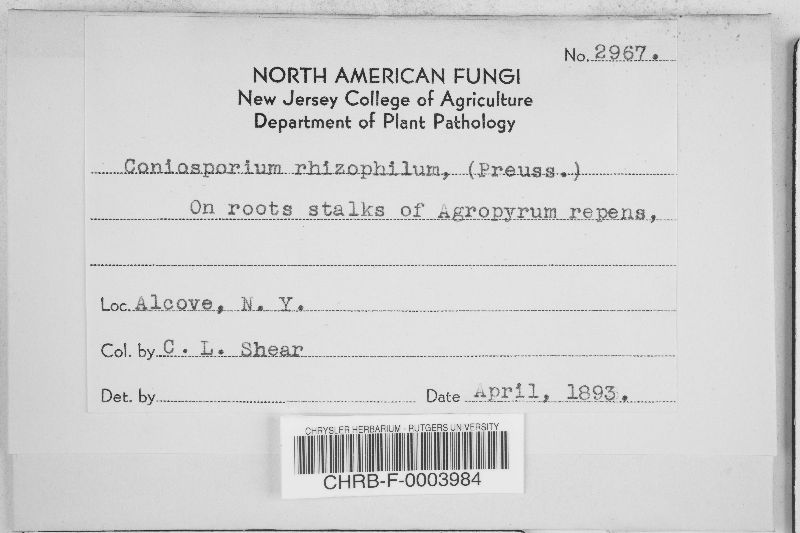 No. 2967.
NORTH AMERICAN FUNGI
New Jersey College of Agriculture
Department of Plant Pathology
Coniosporium rhizophilum, (Preuss.)
On roots stalks of Agropyrum repens,
Loc. Alcove, N. Y.
Col. by C. L. Shear
Det. by
Date April, 1893.
CHRYSLER HERBARIUM - RUTGERS UNIVERSITY
CHRB-F-0003984